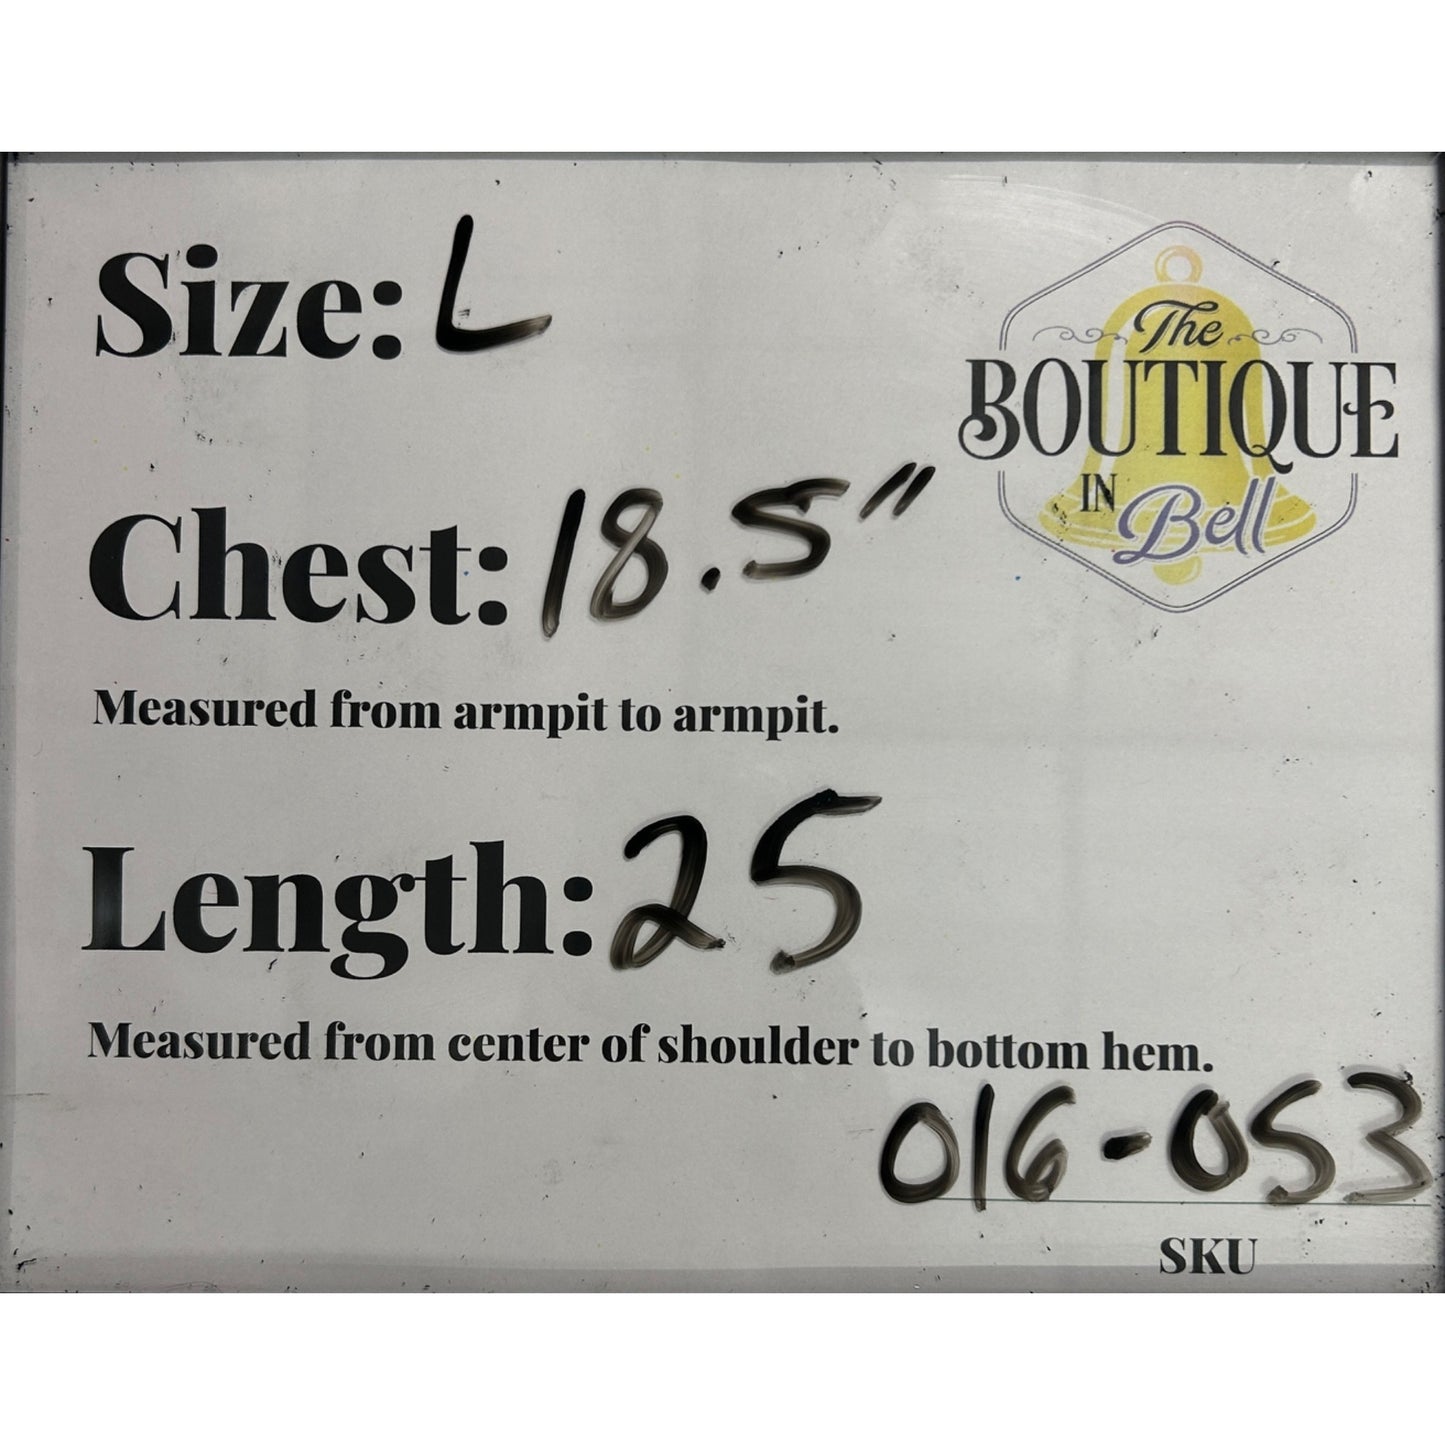 Size: L
The
BOUTIQUE
IN Bell
Chest: 18.5"
Measured from armpit to armpit.
Length: 25
Measured from center of shoulder to bottom hem.
016-053
SKU